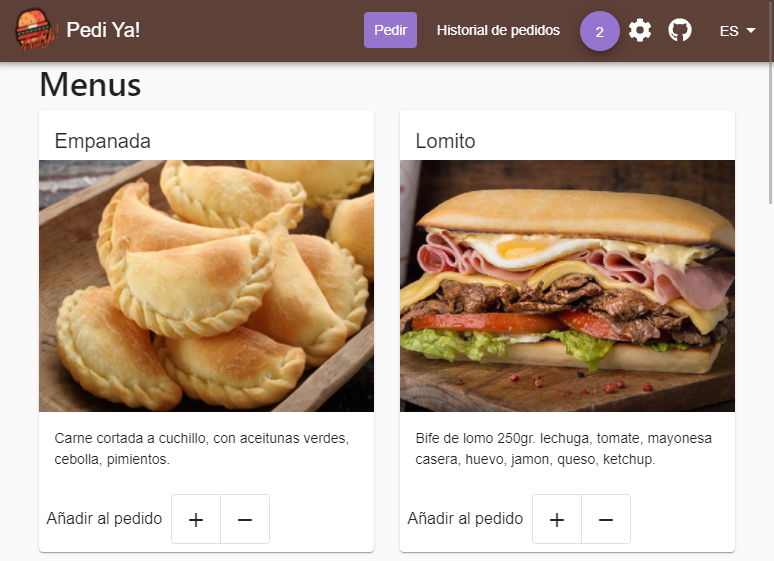 Pedi Ya!
Pedir
Historial de pedidos
2
ES
Menus
Empanada
Carne cortada a cuchillo, con aceitunas verdes,
cebolla, pimientos.
Añadir al pedido + −
Lomito
Bife de lomo 250gr. lechuga, tomate, mayonesa
casera, huevo, jamon, queso, ketchup.
Añadir al pedido + −